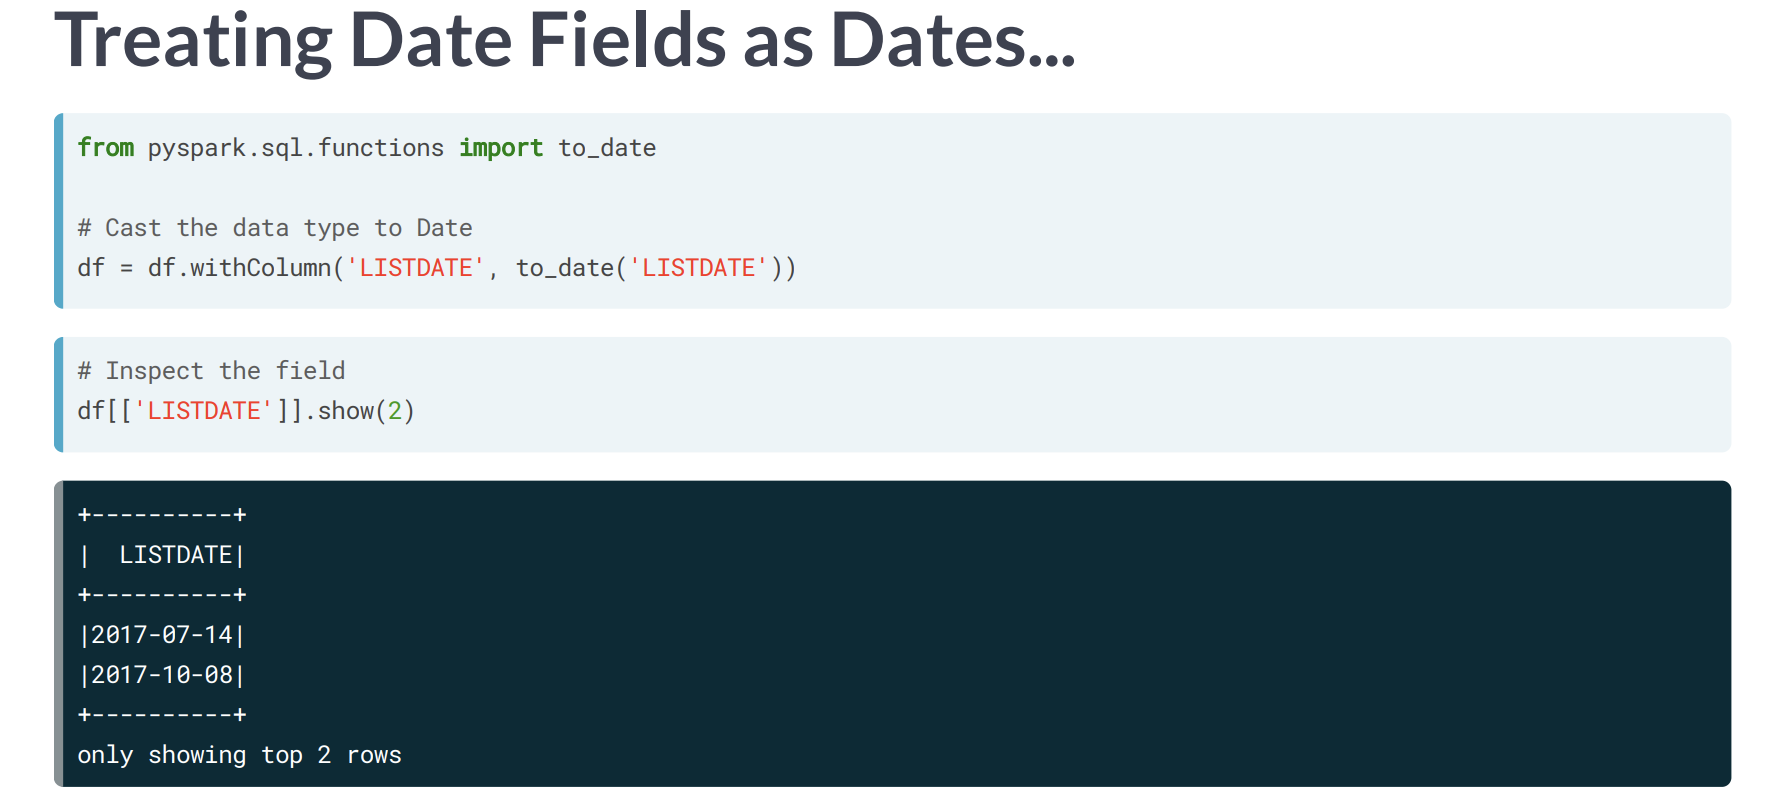 Treating Date Fields as Dates...
from pyspark.sql.functions import to_date
# Cast the data type to Date
df = df.withColumn('LISTDATE', to_date('LISTDATE'))
# Inspect the field
df[['LISTDATE']].show(2)
+----------+
|  LISTDATE|
+----------+
|2017-07-14|
|2017-10-08|
+----------+
only showing top 2 rows